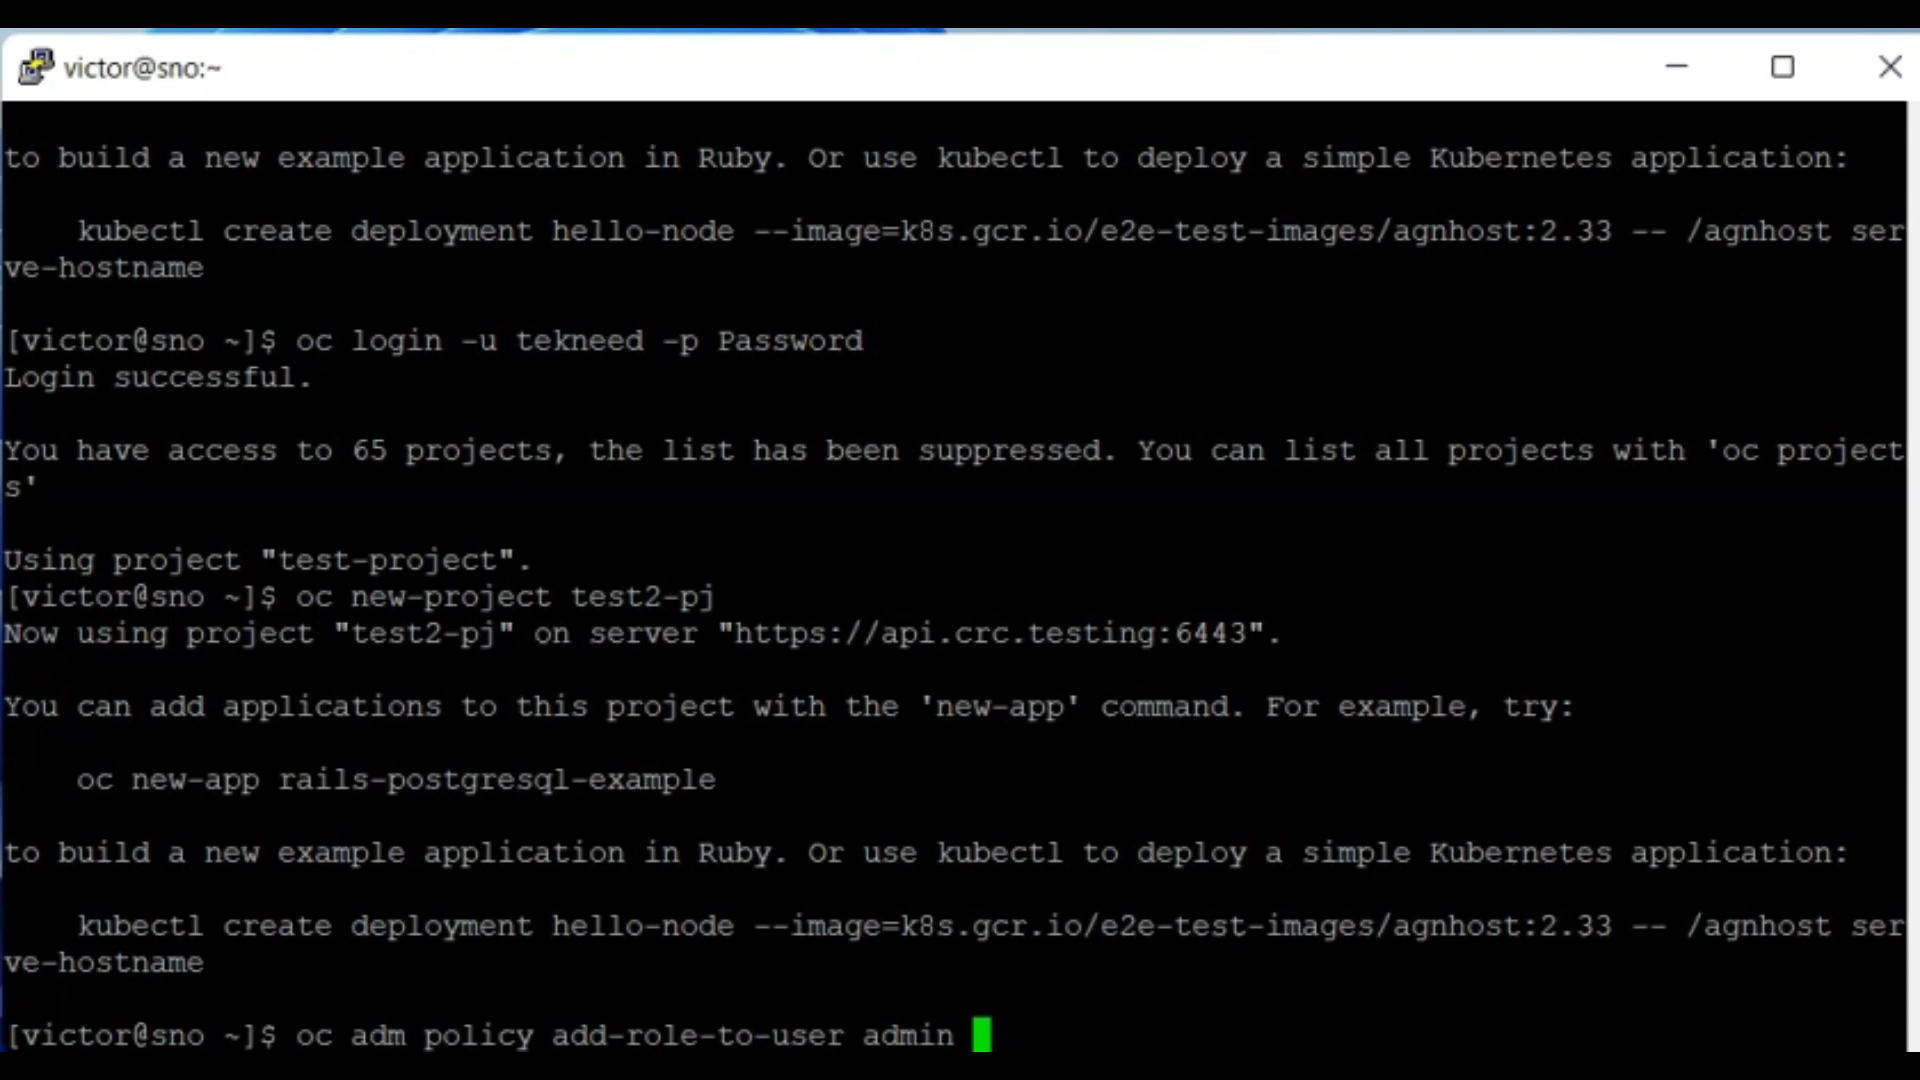 victor@sno:~
to build a new example application in Ruby. Or use kubectl to deploy a simple Kubernetes application:
kubectl create deployment hello-node --image=k8s.gcr.io/e2e-test-images/agnhost:2.33 -- /agnhost ser
ve-hostname
[victor@sno ~]$ oc login -u tekneed -p Password
Login successful.
You have access to 65 projects, the list has been suppressed. You can list all projects with 'oc project
s'
Using project "test-project".
[victor@sno ~]$ oc new-project test2-pj
Now using project "test2-pj" on server "https://api.crc.testing:6443".
You can add applications to this project with the 'new-app' command. For example, try:
oc new-app rails-postgresql-example
to build a new example application in Ruby. Or use kubectl to deploy a simple Kubernetes application:
kubectl create deployment hello-node --image=k8s.gcr.io/e2e-test-images/agnhost:2.33 -- /agnhost ser
ve-hostname
[victor@sno ~]$ oc adm policy add-role-to-user admin